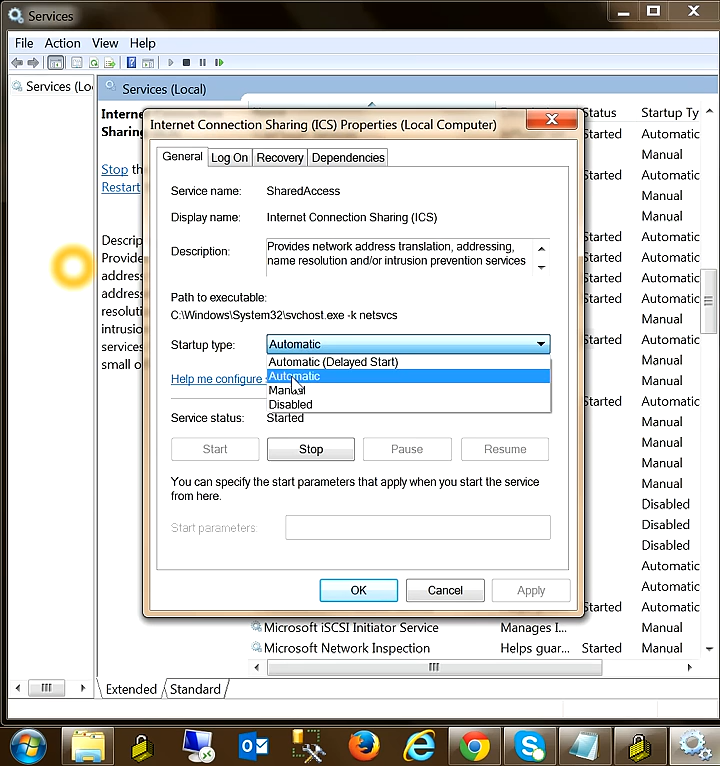 Services
File Action View Help
Services (Lo
Services (Local)
Interne
Sharing
Stop th
Restart
Descrip
Provide
address
address
resoluti
intrusio
services
small o
Status Startup Ty
Started Automatic
Manual
Started Automatic
Manual
Manual
Started Automatic
Started Automatic
Started Automatic
Started Automatic
Manual
Started Automatic
Manual
Manual
Started Automatic
Manual
Manual
Manual
Manual
Disabled
Disabled
Disabled
Automatic
Started Automatic
Microsoft iSCSI Initiator Service Manages I... Manual
Microsoft Network Inspection Helps guar... Started Manual
Internet Connection Sharing (ICS) Properties (Local Computer)
General Log On Recovery Dependencies
Service name: SharedAccess
Display name: Internet Connection Sharing (ICS)
Description: Provides network address translation, addressing,
name resolution and/or intrusion prevention services
Path to executable:
C:\Windows\System32\svchost.exe -k netsvcs
Startup type: Automatic
Automatic (Delayed Start)
Help me configure Automatic
Manual
Disabled
Service status: Started
Start Stop Pause Resume
You can specify the start parameters that apply when you start the service
from here.
Start parameters:
OK Cancel Apply
Extended Standard